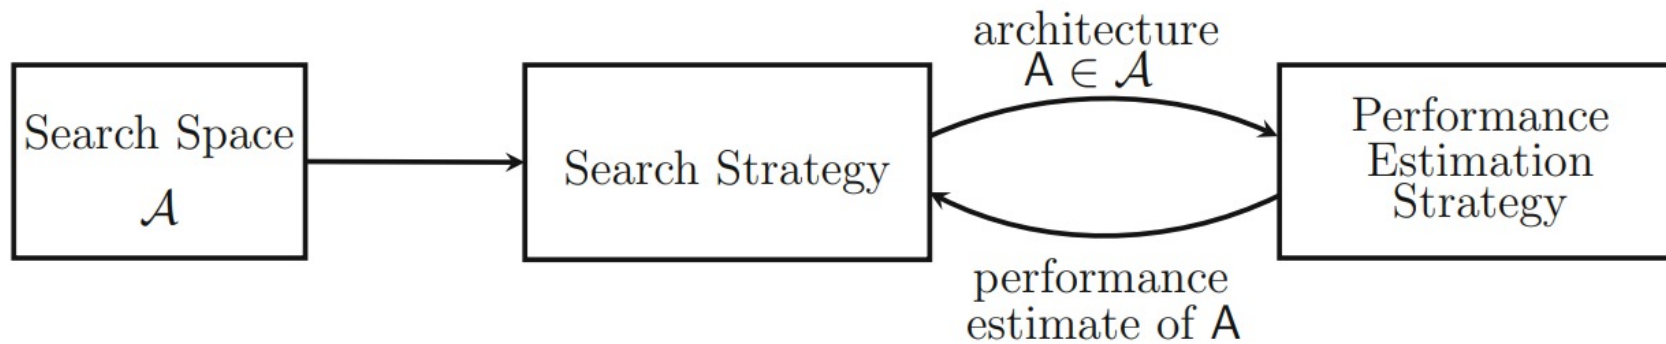 Search Space
𝒜
Search Strategy
architecture
A ∈ 𝒜
performance
estimate of A
Performance
Estimation
Strategy